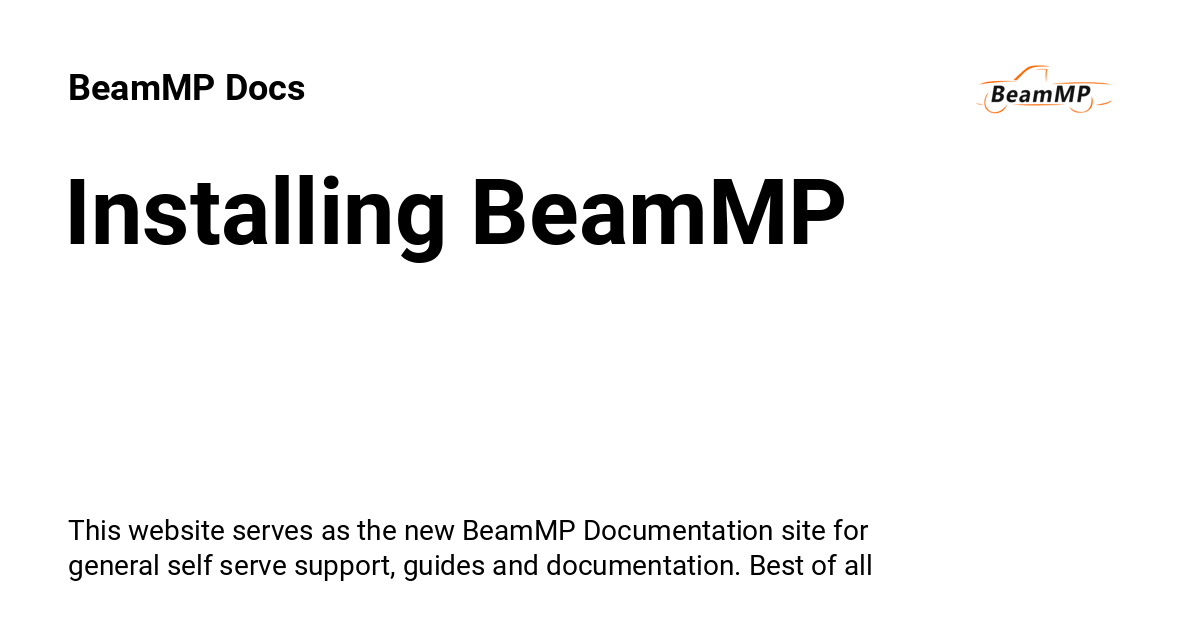 BeamMP Docs
BeamMP
Installing BeamMP
This website serves as the new BeamMP Documentation site for
general self serve support, guides and documentation. Best of all